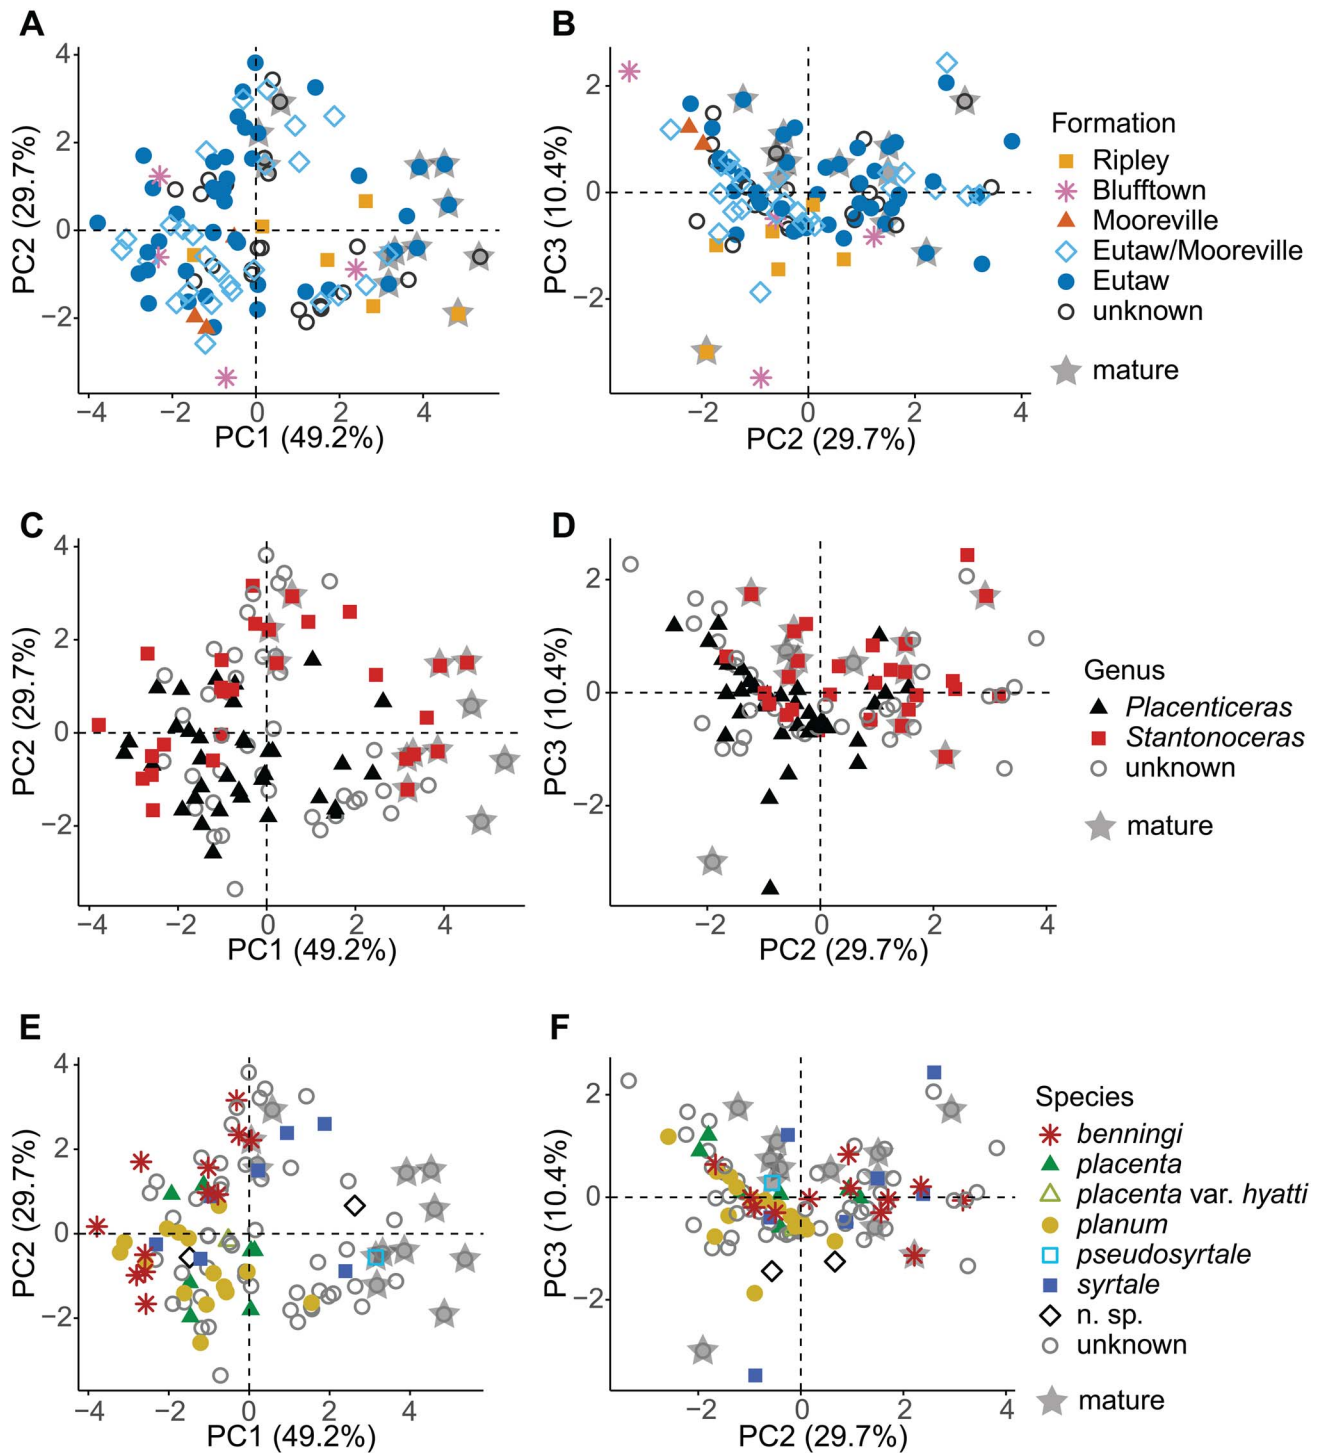 A
4
2
0
−2
PC2 (29.7%)
−4 −2 0 2 4
PC1 (49.2%)
B
2
0
−2
PC3 (10.4%)
−2 0 2 4
PC2 (29.7%)
Formation
Ripley
Blufftown
Mooreville
Eutaw/Mooreville
Eutaw
unknown
mature
C
4
2
0
−2
PC2 (29.7%)
−4 −2 0 2 4
PC1 (49.2%)
D
2
0
−2
PC3 (10.4%)
−2 0 2 4
PC2 (29.7%)
Genus
Placenticeras
Stantonoceras
unknown
mature
E
4
2
0
−2
PC2 (29.7%)
−4 −2 0 2 4
PC1 (49.2%)
F
2
0
−2
PC3 (10.4%)
−2 0 2 4
PC2 (29.7%)
Species
benningi
placenta
placenta var. hyatti
planum
pseudosyrtale
syrtale
n. sp.
unknown
mature